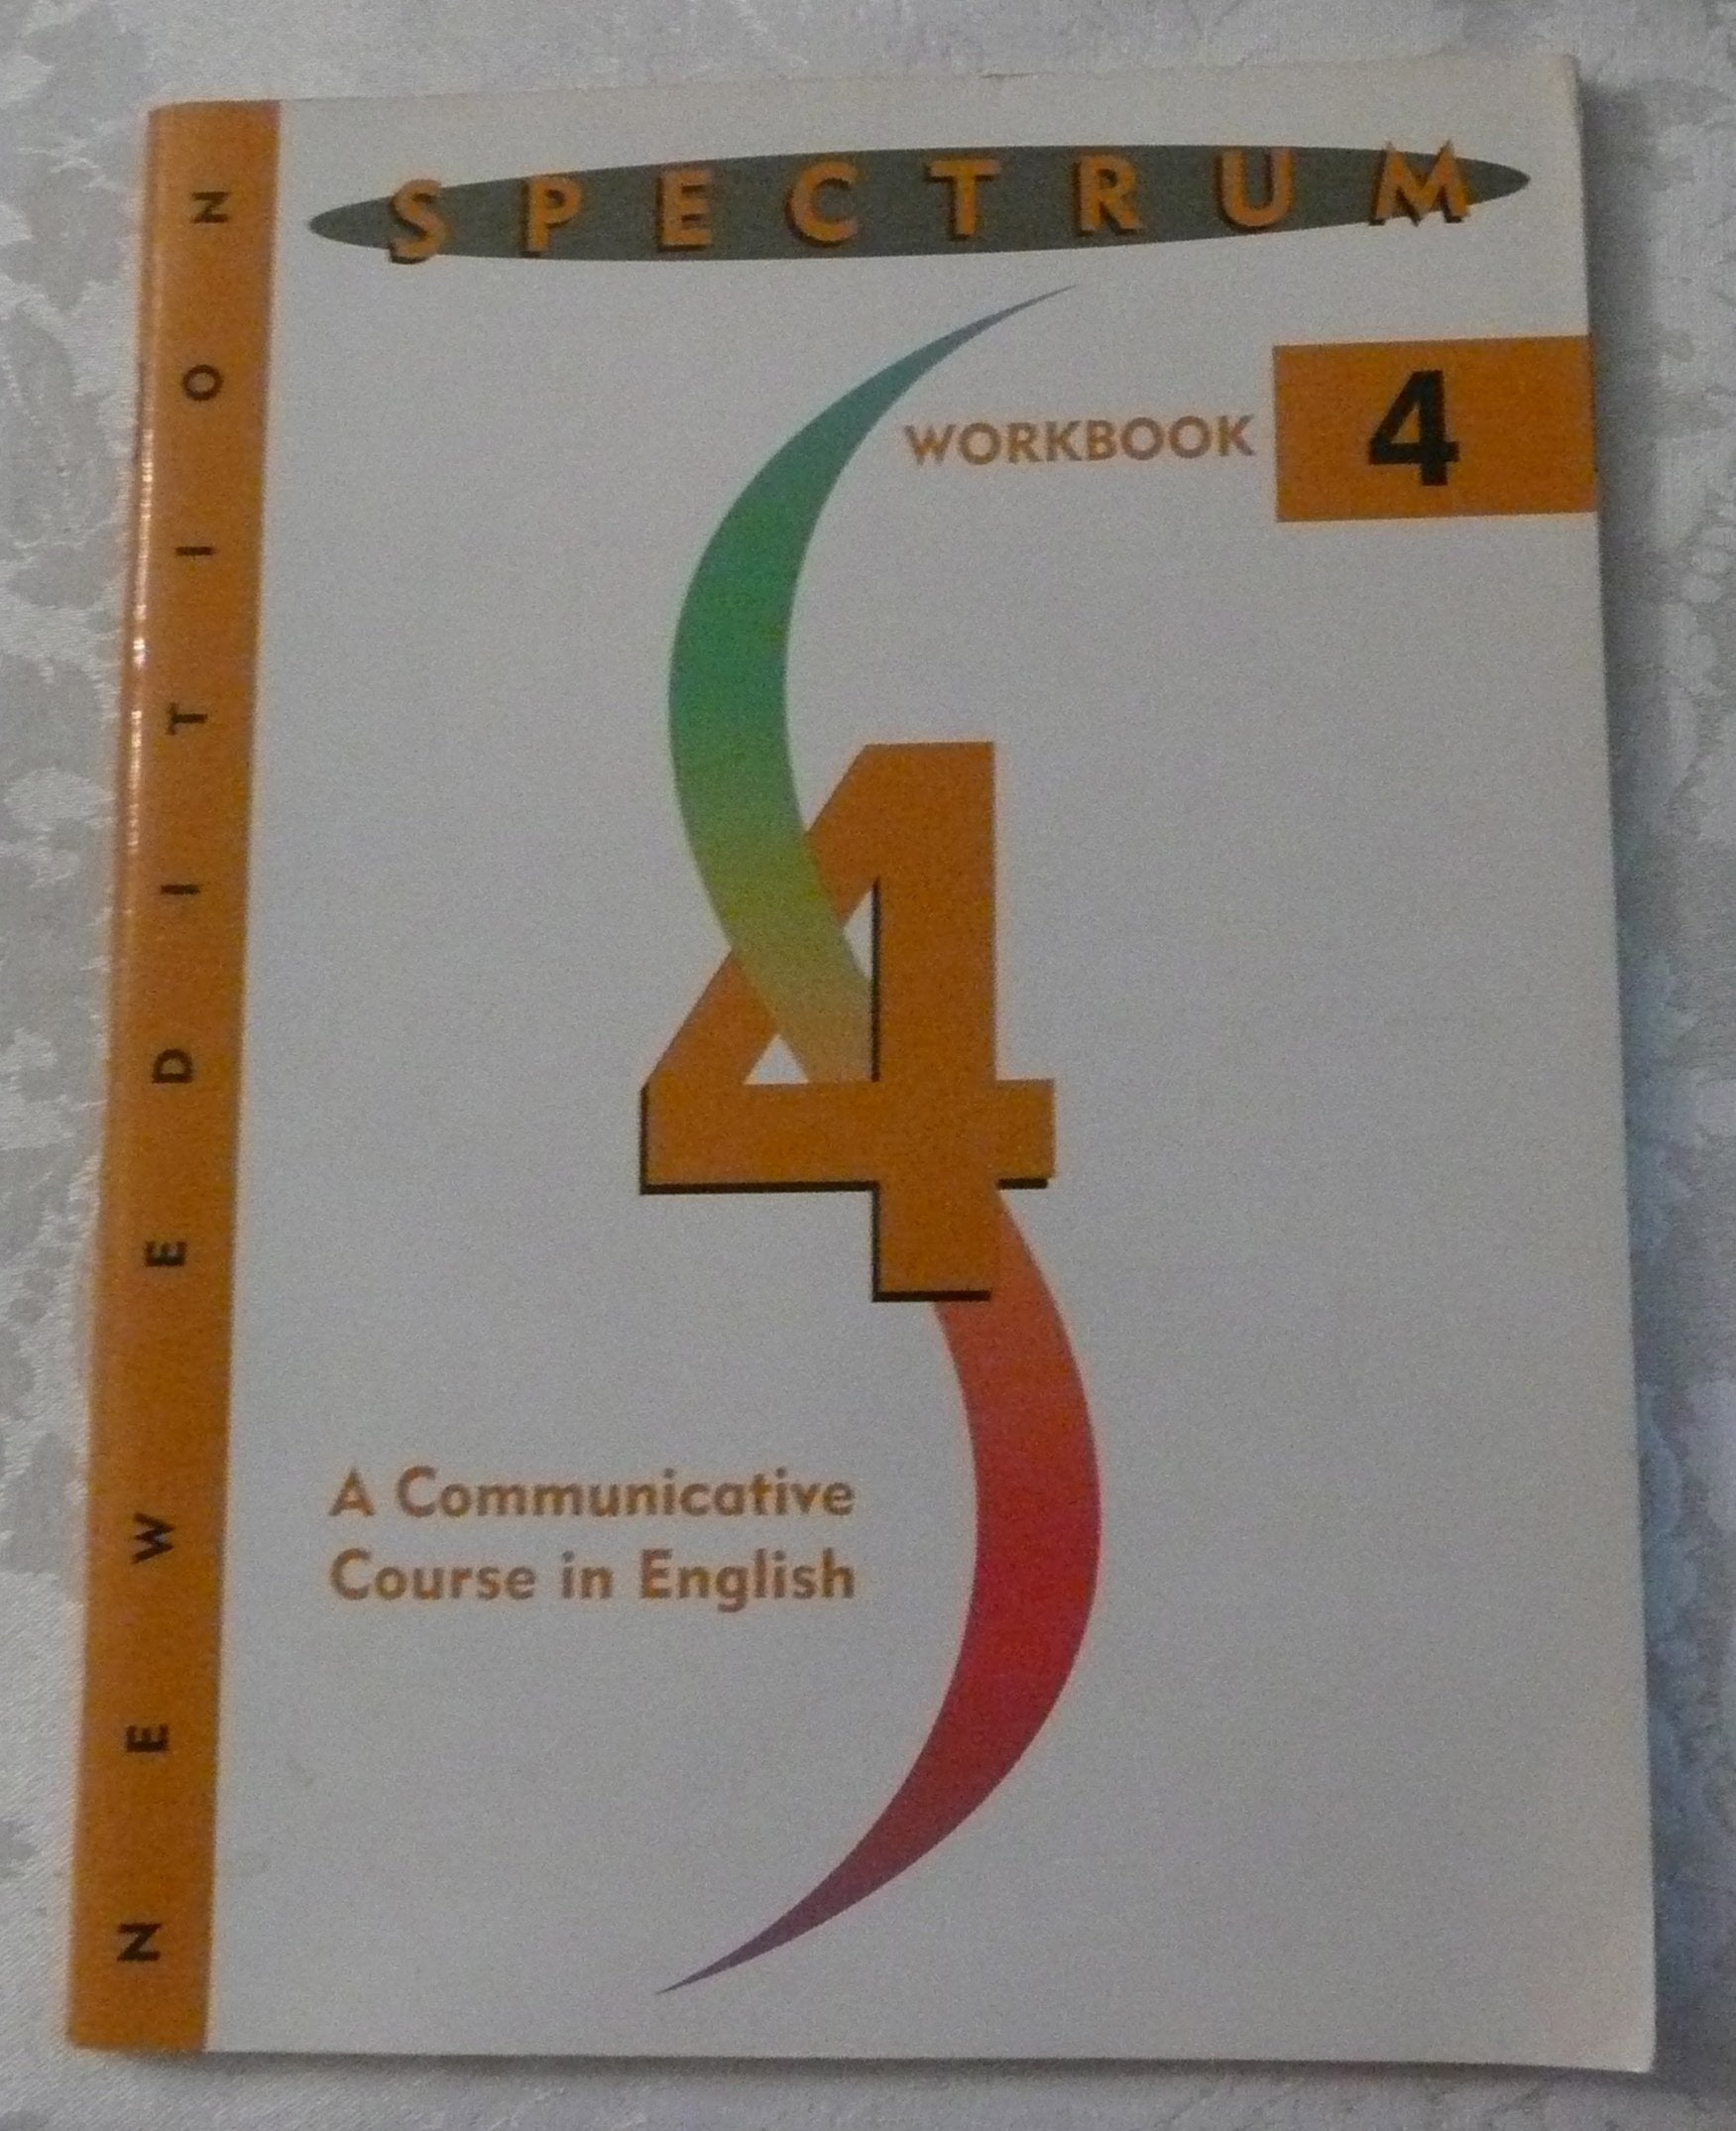 SPECTRUM
WORKBOOK 4
4
A Communicative
Course in English
NEW EDITION